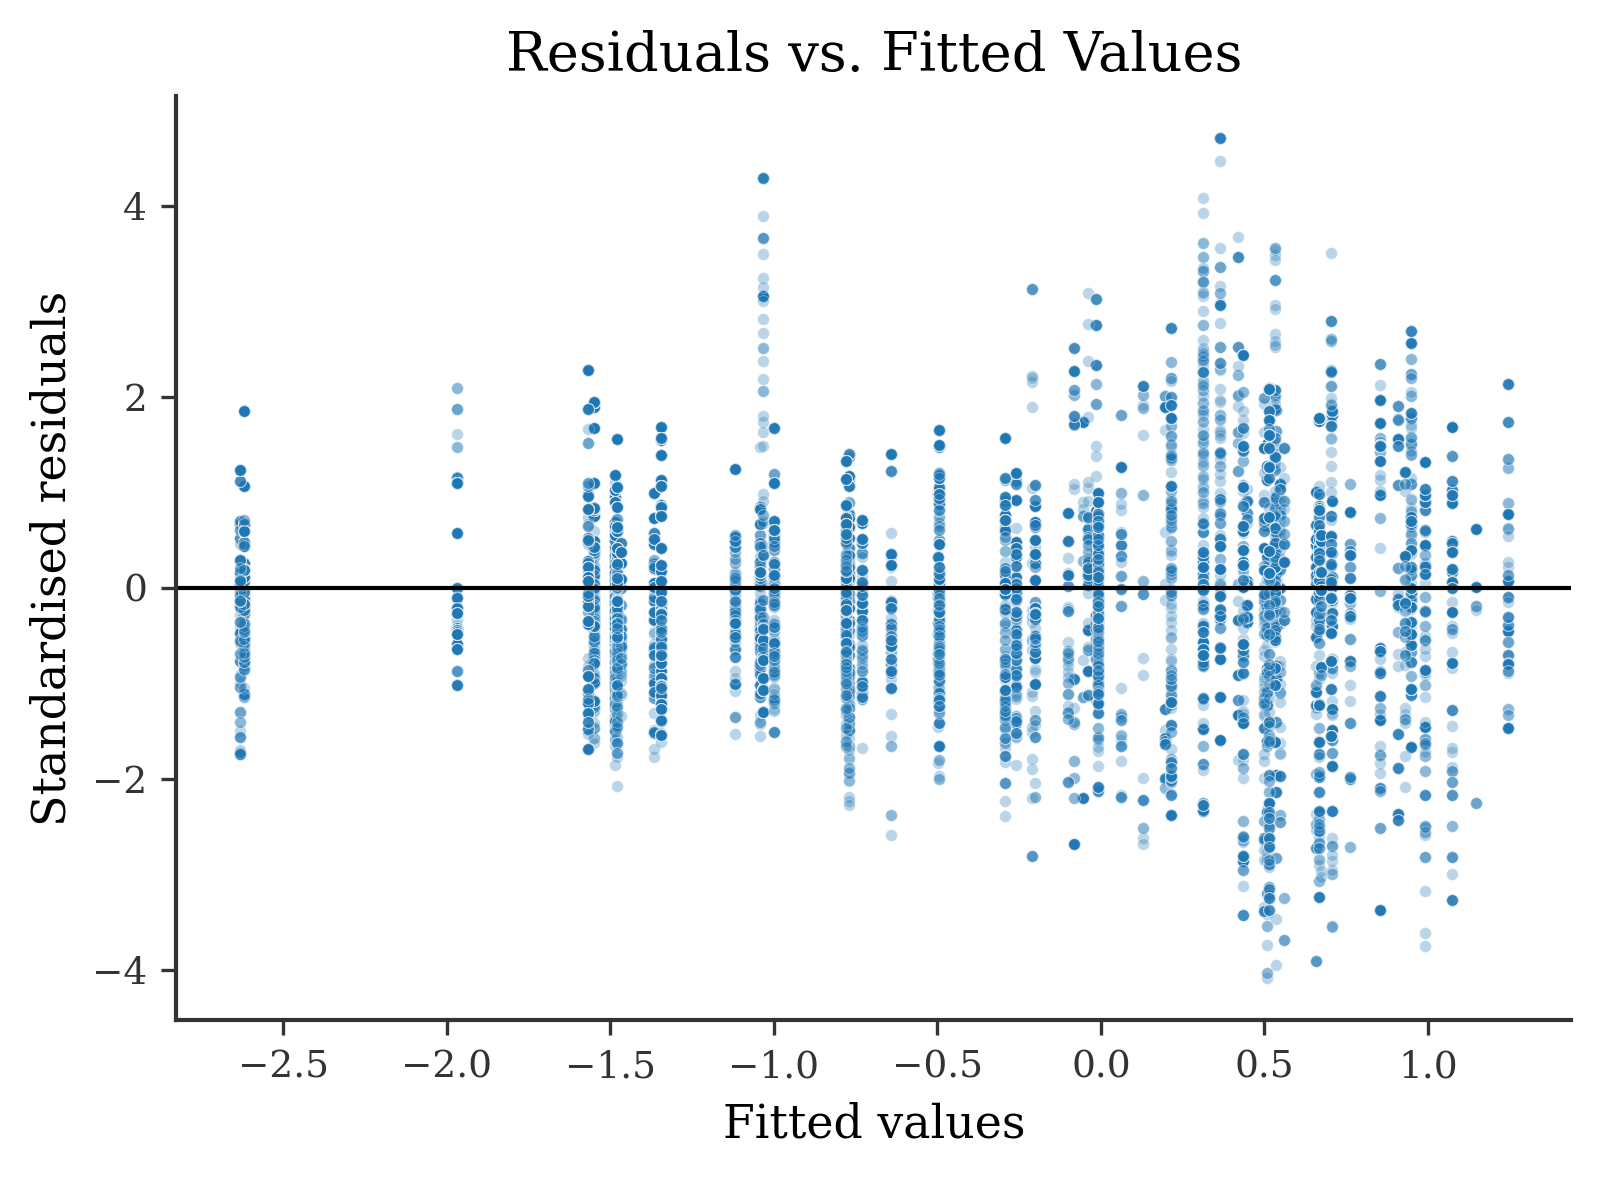 Residuals vs. Fitted Values
Standardised residuals
4
2
0
−2
−4
−2.5 −2.0 −1.5 −1.0 −0.5 0.0 0.5 1.0
Fitted values